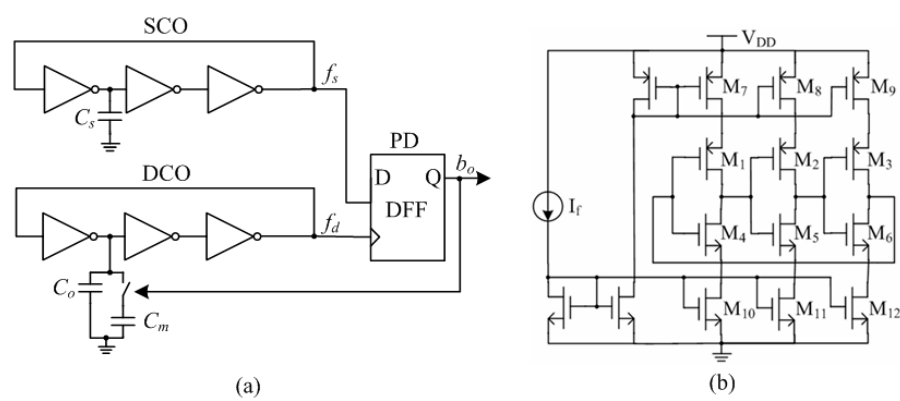 SCO
f_s
C_s
PD
D Q
DFF
b_o
DCO
f_d
C_o
C_m
(a)
V_DD
M_7 M_8 M_9
M_1 M_2 M_3
I_f
M_4 M_5 M_6
M_10 M_11 M_12
(b)